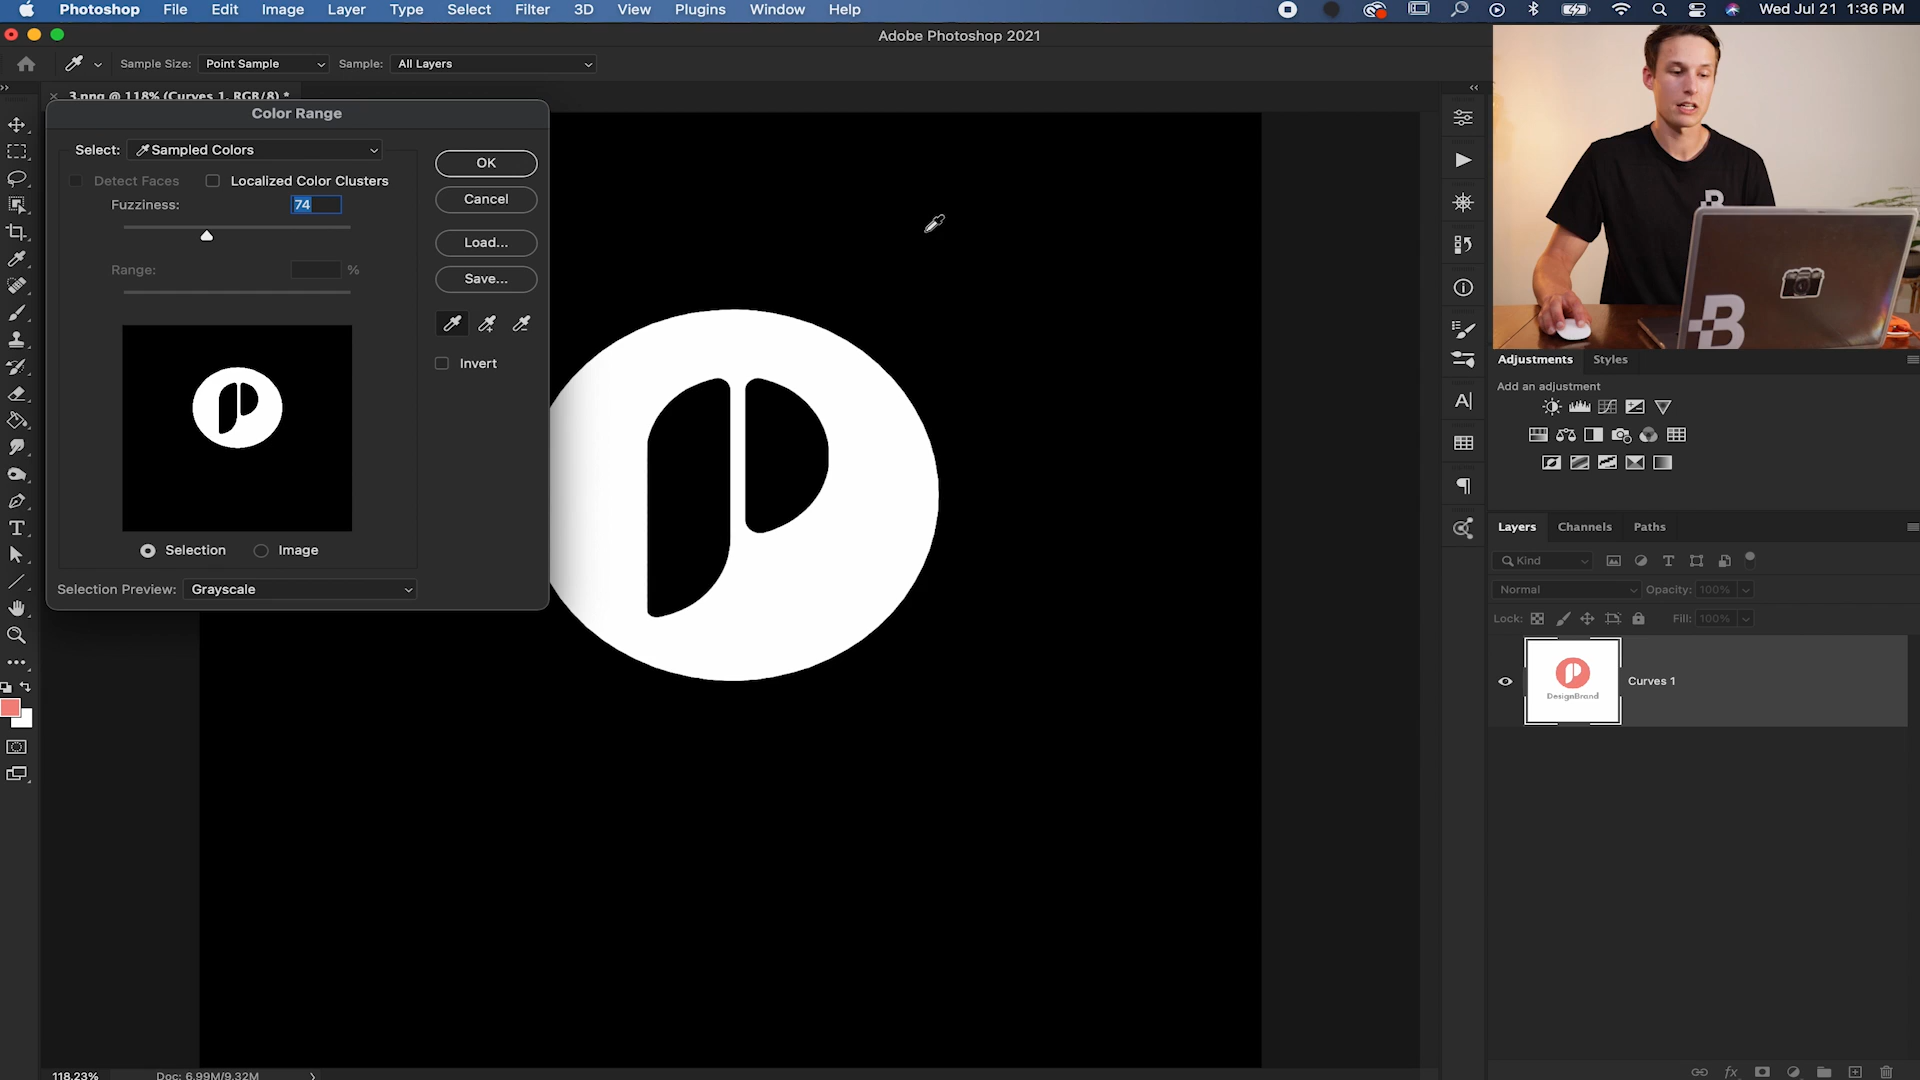 Photoshop File Edit Image Layer Type Select Filter 3D View Plugins Window Help Wed Jul 21 1:36 PM
Adobe Photoshop 2021
Sample Size: Point Sample Sample: All Layers
3.png @ 118% (Curves 1, RGB/8) *
Color Range
Select: Sampled Colors
OK
Detect Faces Localized Color Clusters
Fuzziness: 74
Cancel
Load...
Range: %
Save...
Invert
Selection Image
Selection Preview: Grayscale
P
B
B
Adjustments Styles
Add an adjustment
Layers Channels Paths
Kind
Normal Opacity: 100%
Lock: Fill: 100%
DesignBrand
Curves 1
118.23% Doc: 6.99M/9.32M